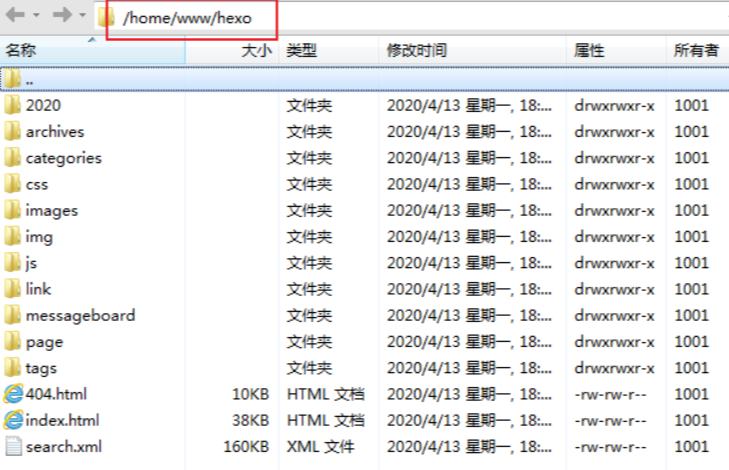 /home/www/hexo
名称 大小 类型 修改时间 属性 所有者
..
2020 文件夹 2020/4/13 星期一, 18:... drwxrwxr-x 1001
archives 文件夹 2020/4/13 星期一, 18:... drwxrwxr-x 1001
categories 文件夹 2020/4/13 星期一, 18:... drwxrwxr-x 1001
css 文件夹 2020/4/13 星期一, 18:... drwxrwxr-x 1001
images 文件夹 2020/4/13 星期一, 18:... drwxrwxr-x 1001
img 文件夹 2020/4/13 星期一, 18:... drwxrwxr-x 1001
js 文件夹 2020/4/13 星期一, 18:... drwxrwxr-x 1001
link 文件夹 2020/4/13 星期一, 18:... drwxrwxr-x 1001
messageboard 文件夹 2020/4/13 星期一, 18:... drwxrwxr-x 1001
page 文件夹 2020/4/13 星期一, 18:... drwxrwxr-x 1001
tags 文件夹 2020/4/13 星期一, 18:... drwxrwxr-x 1001
404.html 10KB HTML 文档 2020/4/13 星期一, 18:... -rw-rw-r-- 1001
index.html 38KB HTML 文档 2020/4/13 星期一, 18:... -rw-rw-r-- 1001
search.xml 160KB XML 文件 2020/4/13 星期一, 18:... -rw-rw-r-- 1001